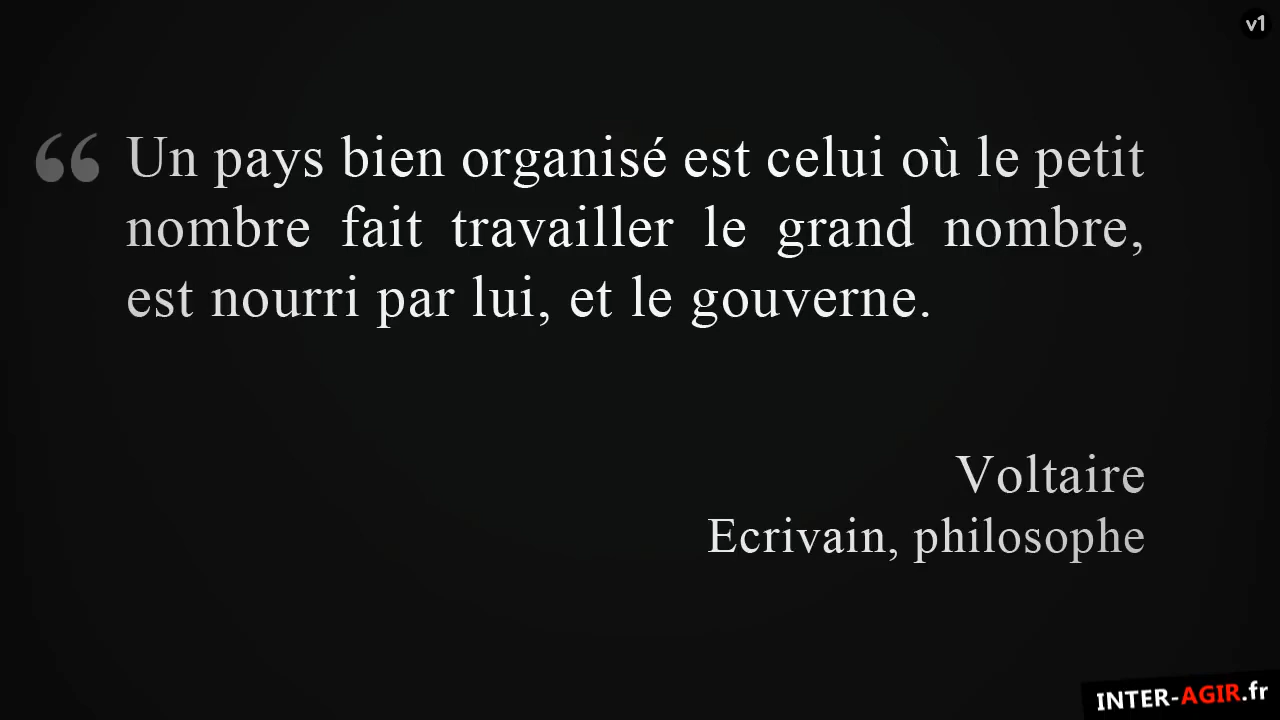 v1
“ Un pays bien organisé est celui où le petit
nombre fait travailler le grand nombre,
est nourri par lui, et le gouverne.
Voltaire
Ecrivain, philosophe
INTER-AGIR.fr